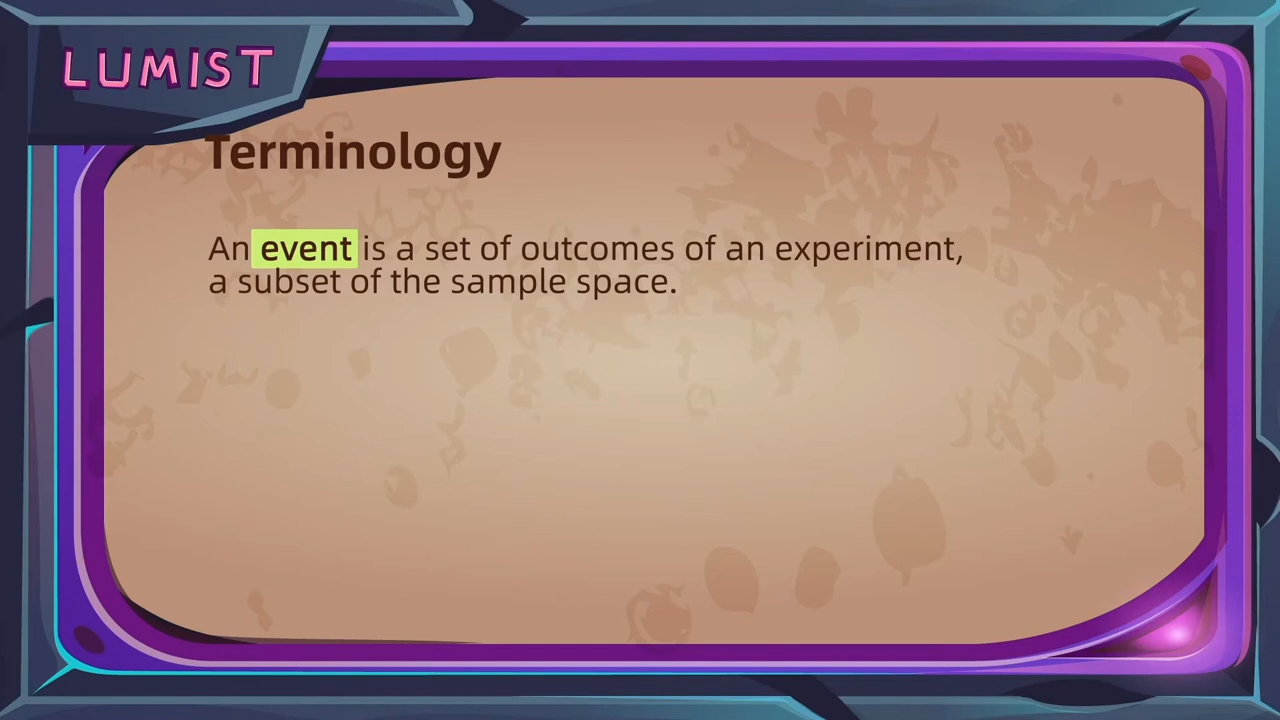 LUMIST
Terminology
An event is a set of outcomes of an experiment,
a subset of the sample space.